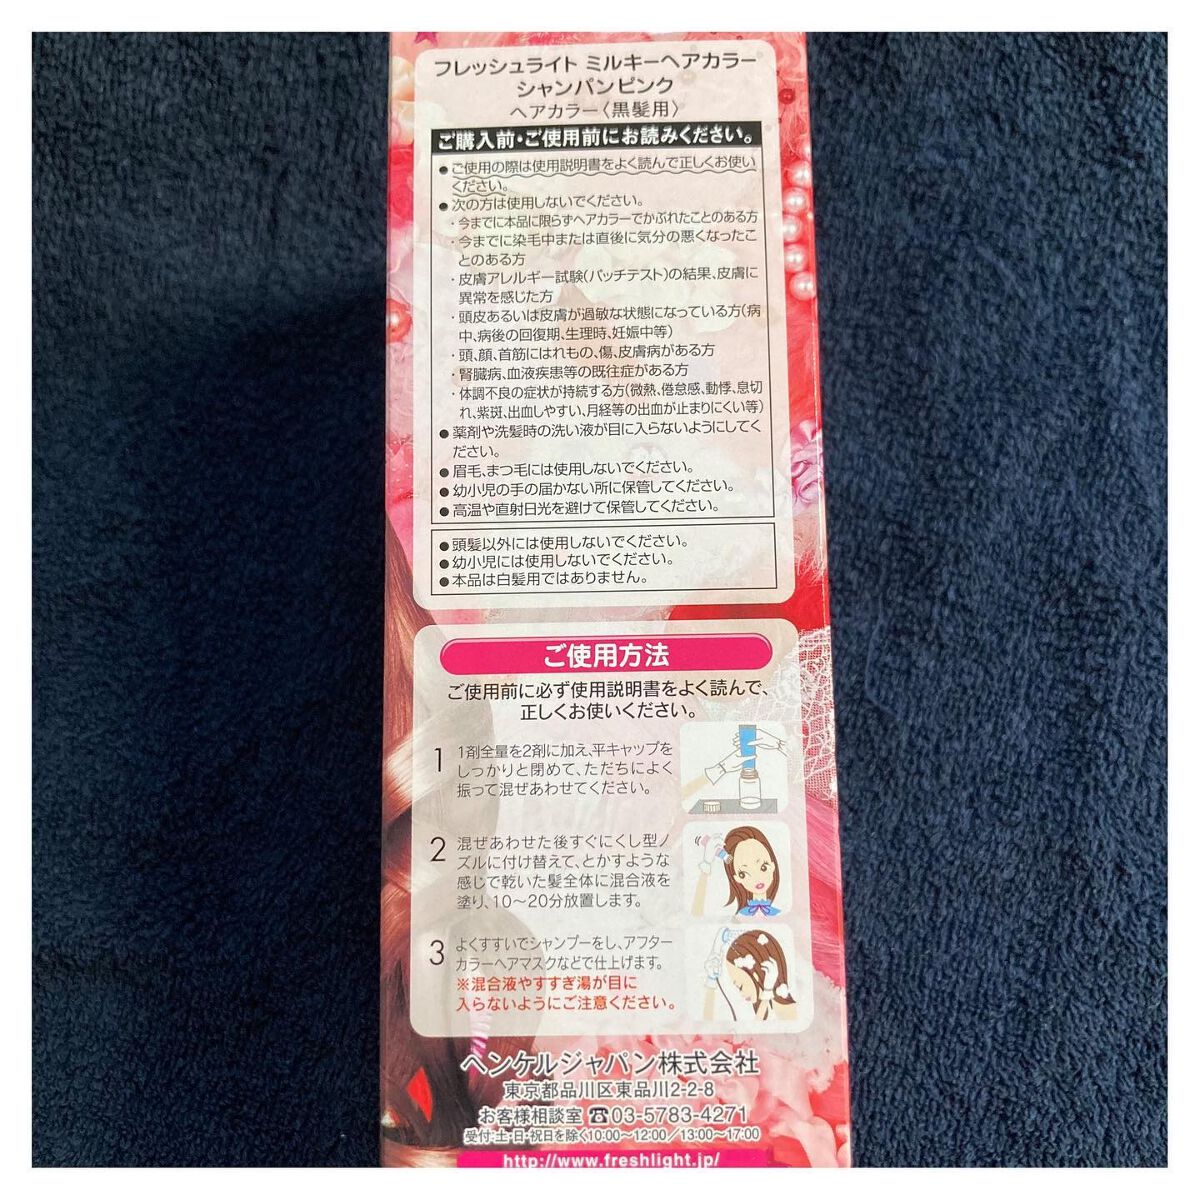 フレッシュライト ミルキーヘアカラー
シャンパンピンク
ヘアカラー〈黒髪用〉
ご購入前・ご使用前にお読みください。
●ご使用の際は使用説明書をよく読んで正しくお使い
ください。
●次の方は使用しないでください。
・今までに本品に限らずヘアカラーでかぶれたことのある方
・今までに染毛中または直後に気分の悪くなったこ
とのある方
・皮膚アレルギー試験(パッチテスト)の結果、皮膚に
異常を感じた方
・頭皮あるいは皮膚が過敏な状態になっている方(病
中、病後の回復期、生理時、妊娠中等)
・頭、顔、首筋にはれもの、傷、皮膚病がある方
・腎臓病、血液疾患等の既往症がある方
・体調不良の症状が持続する方(微熱、倦怠感、動悸、息切
れ、紫斑、出血しやすい、月経等の出血が止まりにくい等)
●薬剤や洗髪時の洗い液が目に入らないようにしてく
ださい。
●眉毛、まつ毛には使用しないでください。
●幼小児の手の届かない所に保管してください。
●高温や直射日光を避けて保管してください。
●頭髪以外には使用しないでください。
●幼小児には使用しないでください。
●本品は白髪用ではありません。
ご使用方法
ご使用前に必ず使用説明書をよく読んで、
正しくお使いください。
1 1剤全量を2剤に加え、平キャップを
しっかりと閉めて、ただちによく
振って混ぜあわせてください。
2 混ぜあわせた後すぐにくし型ノ
ズルに付け替えて、とかすような
感じで乾いた髪全体に混合液を
塗り、10〜20分放置します。
3 よくすすいでシャンプーをし、アフター
カラーヘアマスクなどで仕上げます。
※混合液やすすぎ湯が目に
入らないようにご注意ください。
ヘンケルジャパン株式会社
東京都品川区東品川2-2-8
お客様相談室 ☎03-5783-4271
受付:土・日・祝日を除く10:00〜12:00/13:00〜17:00
http://www.freshlight.jp/